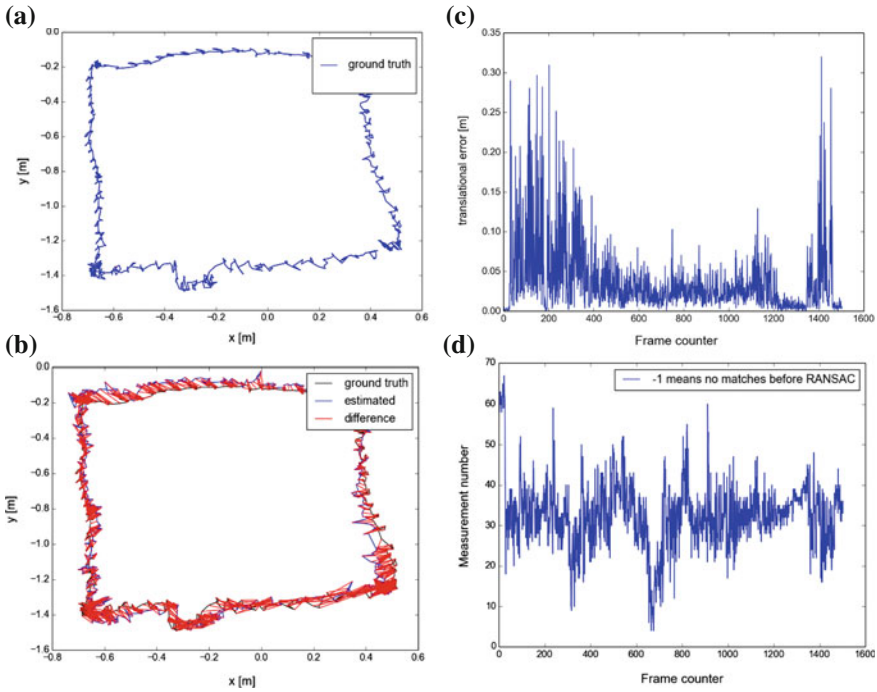 (a)
0.0
−0.2
−0.4
−0.6
−0.8
−1.0
−1.2
−1.4
−1.6
y [m]
ground truth
−0.8 −0.6 −0.4 −0.2 0.0 0.2 0.4 0.6
x [m]
(c)
0.35
0.30
0.25
0.20
0.15
0.10
0.05
0.00
translational error [m]
0 200 400 600 800 1000 1200 1400 1600
Frame counter
(b)
0.0
−0.2
−0.4
−0.6
−0.8
−1.0
−1.2
−1.4
−1.6
y [m]
ground truth
estimated
difference
−0.8 −0.6 −0.4 −0.2 0.0 0.2 0.4 0.6
x [m]
(d)
70
60
50
40
30
20
10
0
Measurement number
-1 means no matches before RANSAC
0 200 400 600 800 1000 1200 1400 1600
Frame counter